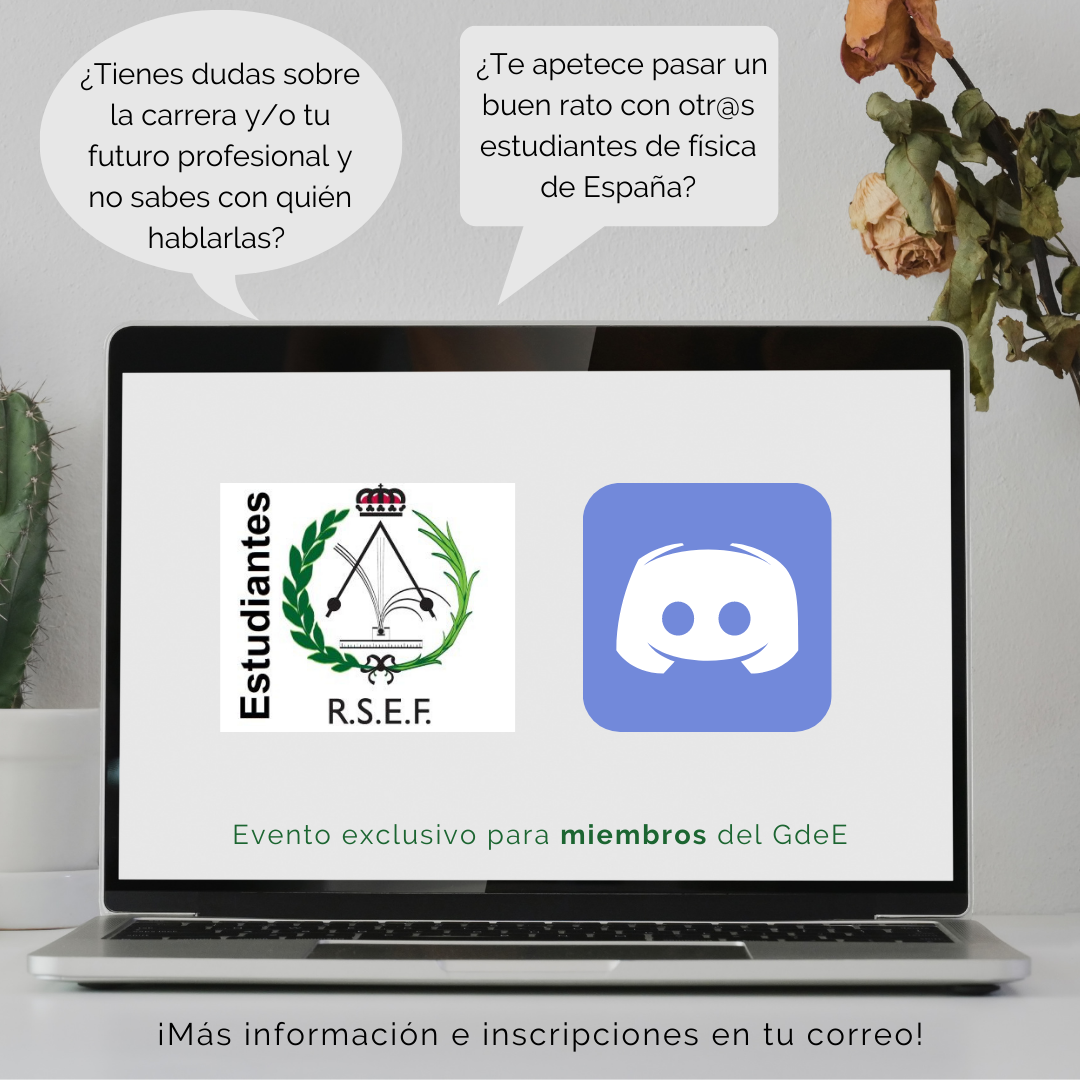 ¿Tienes dudas sobre
la carrera y/o tu
futuro profesional y
no sabes con quién
hablarlas?
¿Te apetece pasar un
buen rato con otr@s
estudiantes de física
de España?
Estudiantes
R.S.E.F.
Evento exclusivo para miembros del GdeE
¡Más información e inscripciones en tu correo!